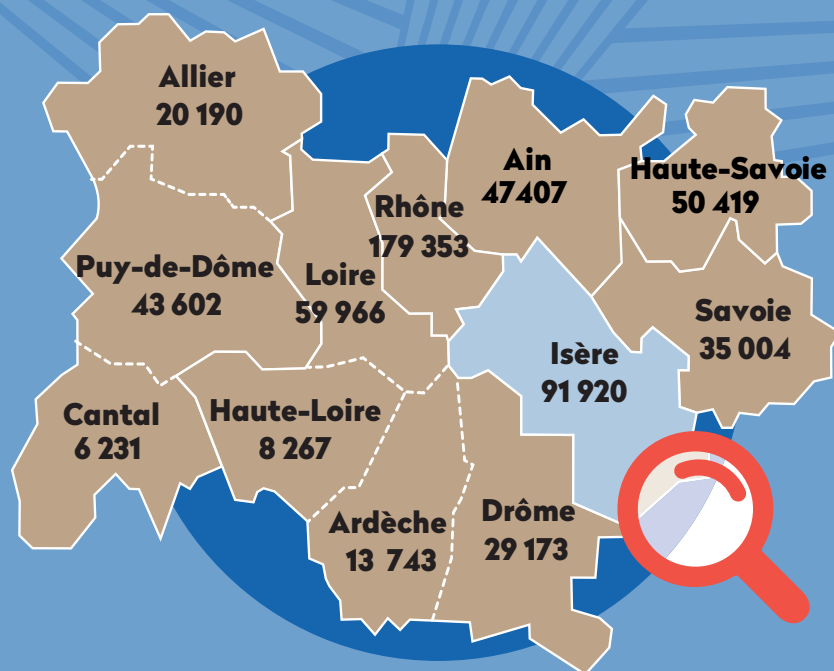 Allier
20 190
Ain
47407
Haute-Savoie
50 419
Rhône
179 353
Puy-de-Dôme
43 602
Loire
59 966
Savoie
35 004
Isère
91 920
Cantal
6 231
Haute-Loire
8 267
Ardèche
13 743
Drôme
29 173